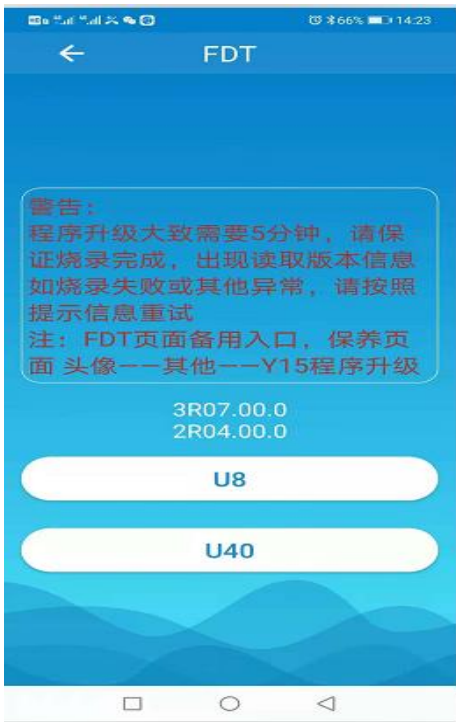 66% 14:23
FDT
警告：
程序升级大致需要5分钟，请保
证烧录完成，出现读取版本信息
如烧录失败或其他异常，请按照
提示信息重试
注：FDT页面备用入口，保养页
面 头像——其他——Y15程序升级
3R07.00.0
2R04.00.0
U8
U40